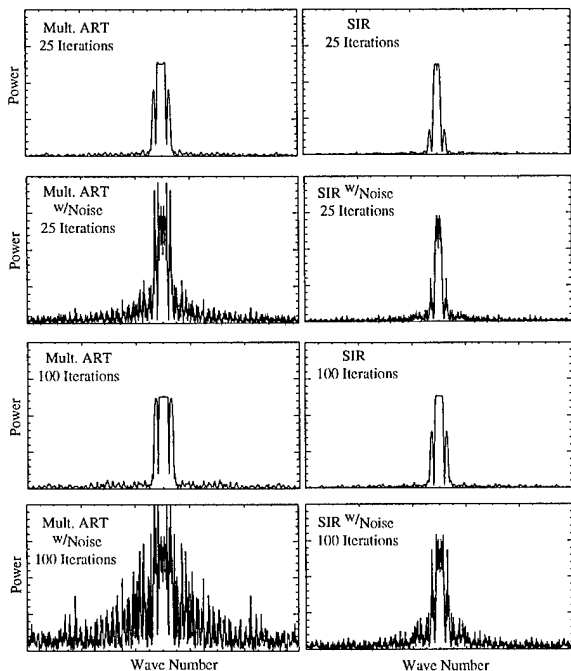 Mult. ART
25 Iterations
Power
SIR
25 Iterations
Mult. ART
w/Noise
25 Iterations
Power
SIR w/Noise
25 Iterations
Mult. ART
100 Iterations
Power
SIR
100 Iterations
Mult. ART
w/Noise
100 Iterations
Power
SIR w/Noise
100 Iterations
Wave Number
Wave Number